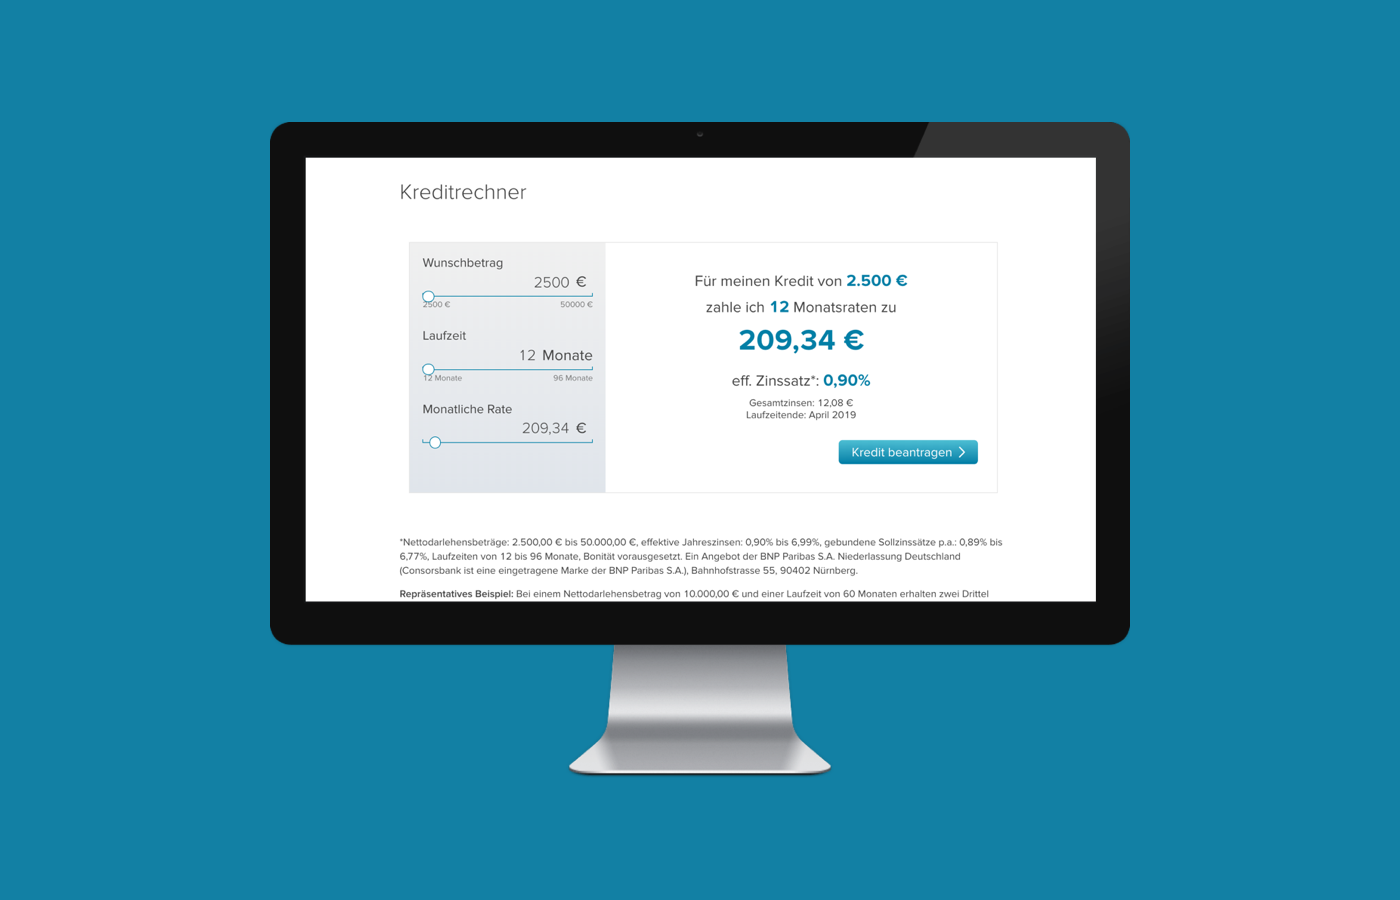 Kreditrechner
Wunschbetrag
2500 €
2500 €
50000 €
Laufzeit
12 Monate
12 Monate
96 Monate
Monatliche Rate
209,34 €
Für meinen Kredit von 2.500 €
zahle ich 12 Monatsraten zu
209,34 €
eff. Zinssatz*: 0,90%
Gesamtzinsen: 12,08 €
Laufzeitende: April 2019
Kredit beantragen
*Nettodarlehensbeträge: 2.500,00 € bis 50.000,00 €, effektive Jahreszinsen: 0,90% bis 6,99%, gebundene Sollzinssätze p.a.: 0,89% bis
6,77%, Laufzeiten von 12 bis 96 Monate, Bonität vorausgesetzt. Ein Angebot der BNP Paribas S.A. Niederlassung Deutschland
(Consorsbank ist eine eingetragene Marke der BNP Paribas S.A.), Bahnhofstrasse 55, 90402 Nürnberg.
Repräsentatives Beispiel: Bei einem Nettodarlehensbetrag von 10.000,00 € und einer Laufzeit von 60 Monaten erhalten zwei Drittel